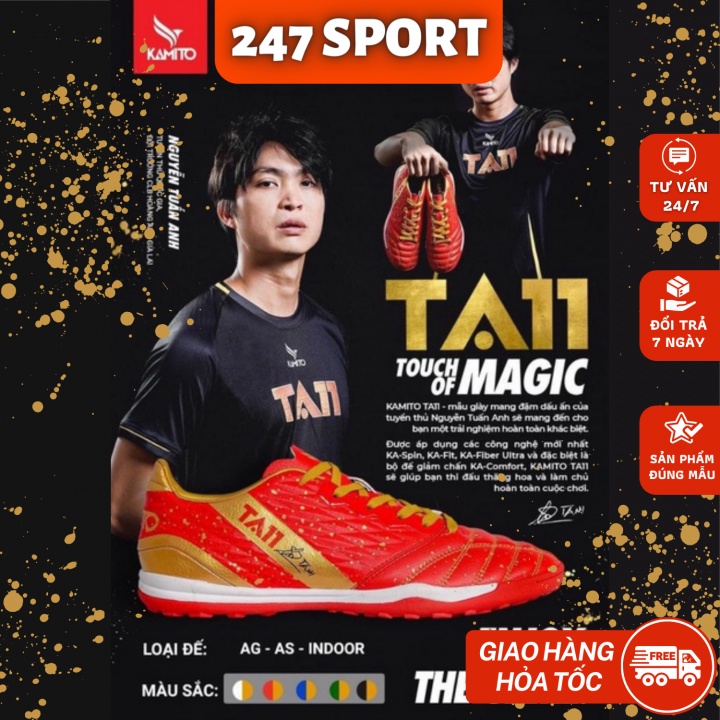 KAMITO
247 SPORT
NGUYỄN TUẤN ANH
TA11
KAMITO
TA11
TA11
TOUCH OF MAGIC
KAMITO TA11 - mẫu giày mang đậm dấu ấn của
tuyển thủ Nguyễn Tuấn Anh sẽ mang đến cho
bạn một trải nghiệm hoàn toàn khác biệt.
Được áp dụng các công nghệ mới nhất
KA-Spin, KA-Fit, KA-Fiber Ultra và đặc biệt là
bộ đế giảm chấn KA-Comfort, KAMITO TA11
sẽ giúp bạn thi đấu thăng hoa và làm chủ
hoàn toàn cuộc chơi.
TƯ VẤN
24/7
ĐỔI TRẢ
7 NGÀY
SẢN PHẨM
ĐÚNG MẪU
TA11
LOẠI ĐẾ: AG - AS - INDOOR
MÀU SẮC:
GIAO HÀNG
HỎA TỐC
FREE